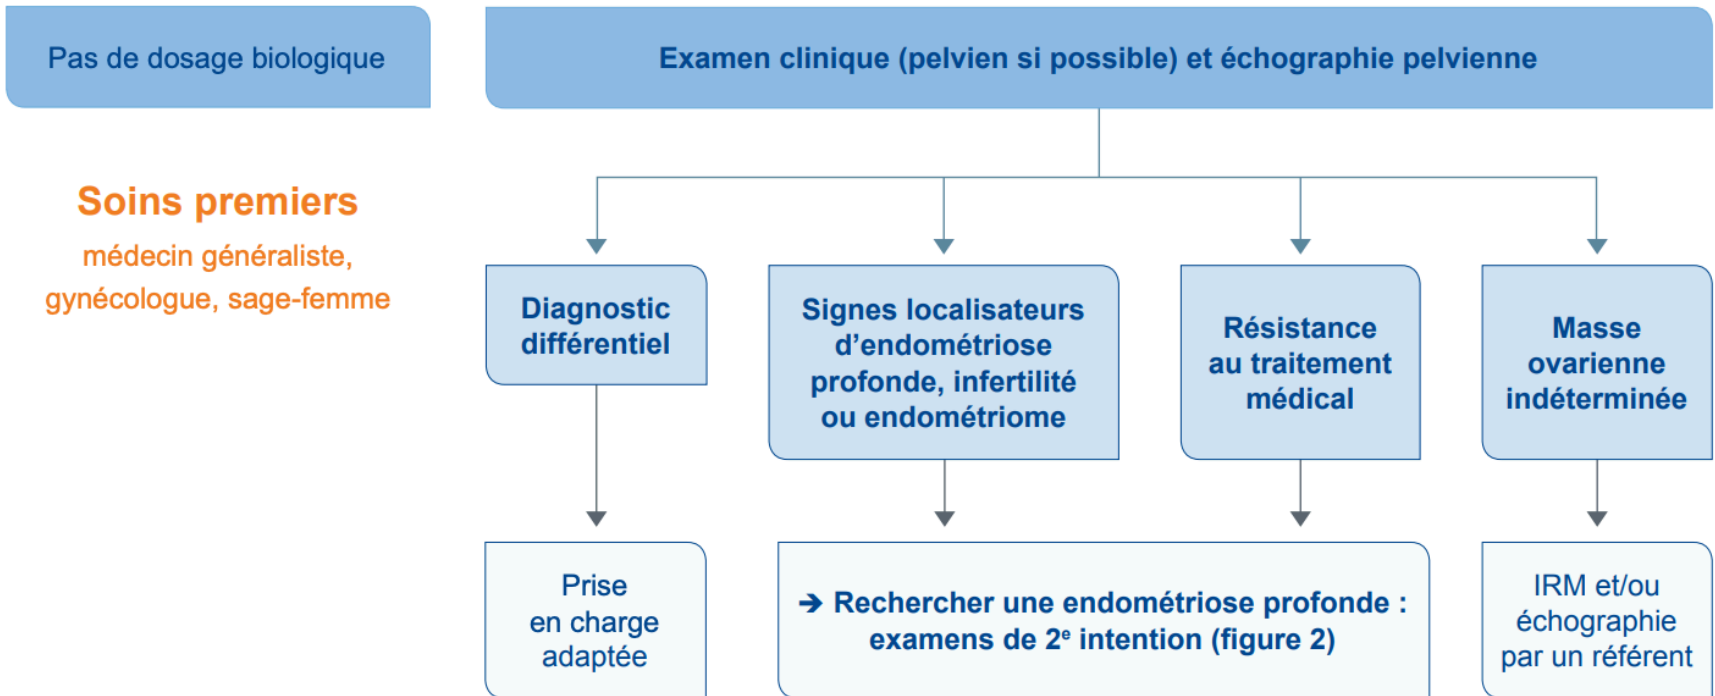 Pas de dosage biologique
Examen clinique (pelvien si possible) et échographie pelvienne
Soins premiers
médecin généraliste,
gynécologue, sage-femme
Diagnostic
différentiel
Signes localisateurs
d’endométriose
profonde, infertilité
ou endométriome
Résistance
au traitement
médical
Masse
ovarienne
indéterminée
Prise
en charge
adaptée
➔ Rechercher une endométriose profonde :
examens de 2e intention (figure 2)
IRM et/ou
échographie
par un référent